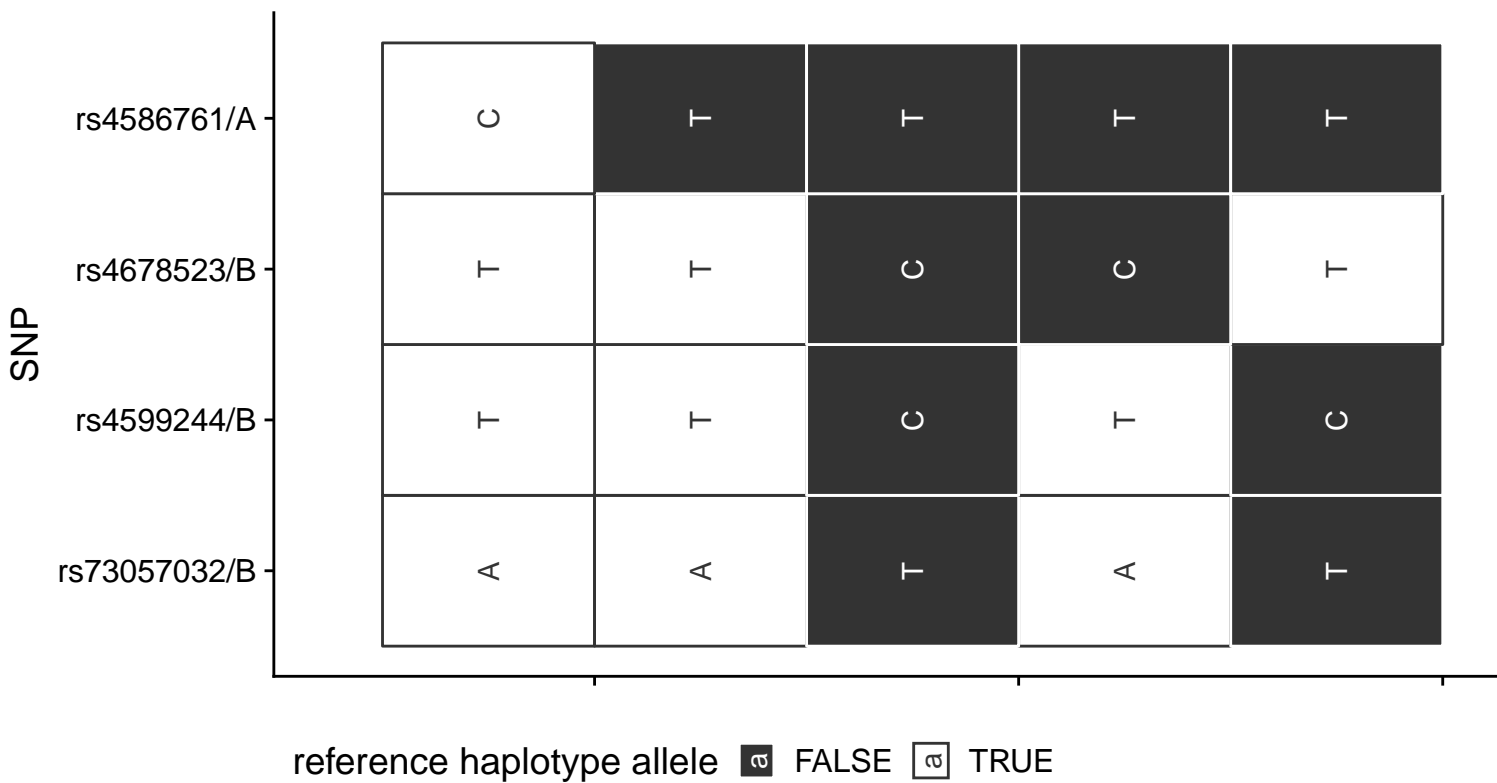 SNP
rs4586761/A C T T T T
rs4678523/B T T C C T
rs4599244/B T T C T C
rs73057032/B A A T A T
reference haplotype allele a FALSE a TRUE